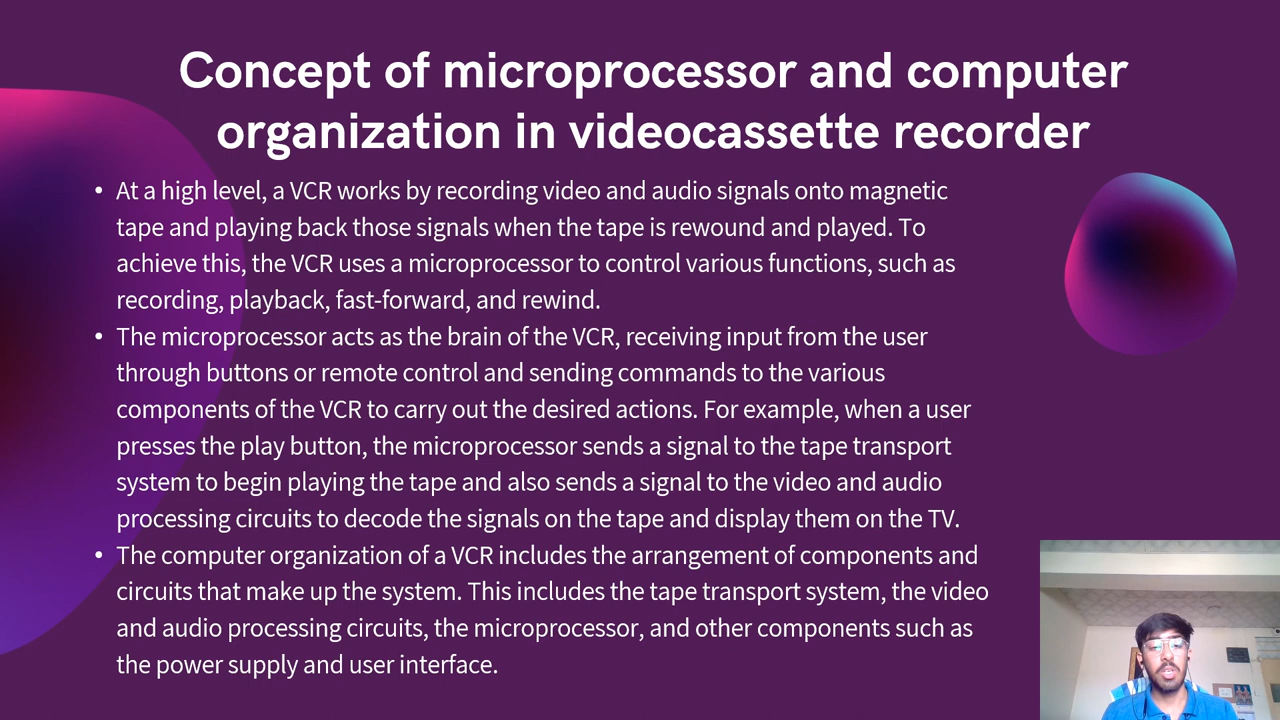 Concept of microprocessor and computer
organization in videocassette recorder
• At a high level, a VCR works by recording video and audio signals onto magnetic
tape and playing back those signals when the tape is rewound and played. To
achieve this, the VCR uses a microprocessor to control various functions, such as
recording, playback, fast-forward, and rewind.
• The microprocessor acts as the brain of the VCR, receiving input from the user
through buttons or remote control and sending commands to the various
components of the VCR to carry out the desired actions. For example, when a user
presses the play button, the microprocessor sends a signal to the tape transport
system to begin playing the tape and also sends a signal to the video and audio
processing circuits to decode the signals on the tape and display them on the TV.
• The computer organization of a VCR includes the arrangement of components and
circuits that make up the system. This includes the tape transport system, the video
and audio processing circuits, the microprocessor, and other components such as
the power supply and user interface.